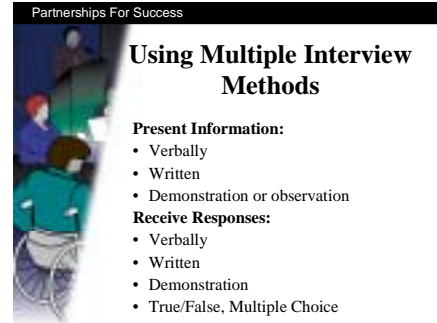 Partnerships For Success
Using Multiple Interview
Methods
Present Information:
• Verbally
• Written
• Demonstration or observation
Receive Responses:
• Verbally
• Written
• Demonstration
• True/False, Multiple Choice